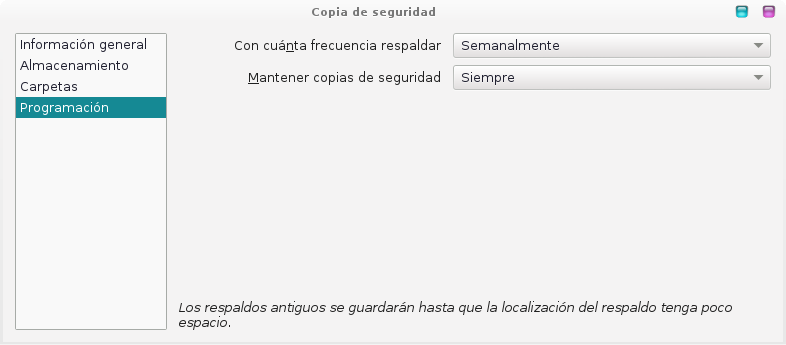 Copia de seguridad
Información general
Almacenamiento
Carpetas
Programación
Con cuánta frecuencia respaldar
Semanalmente
Mantener copias de seguridad
Siempre
Los respaldos antiguos se guardarán hasta que la localización del respaldo tenga poco
espacio.